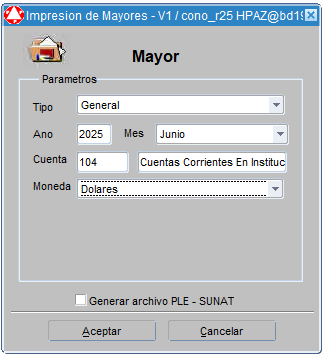 Impresion de Mayores - V1 / cono_r25 HPAZ@bd19
Mayor
Parametros
Tipo General
Ano 2025 Mes Junio
Cuenta 104 Cuentas Corrientes En Instituc
Moneda Dolares
Generar archivo PLE - SUNAT
Aceptar Cancelar